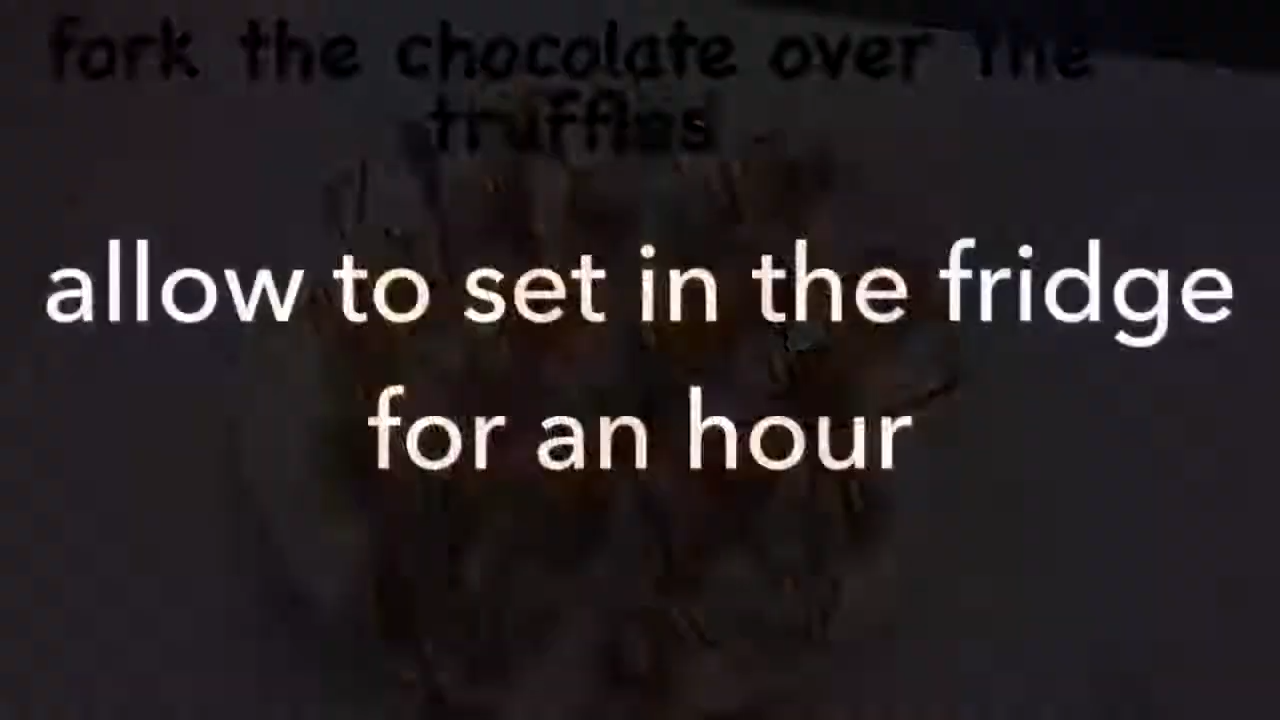 fork the chocolate over the
truffles
allow to set in the fridge
for an hour